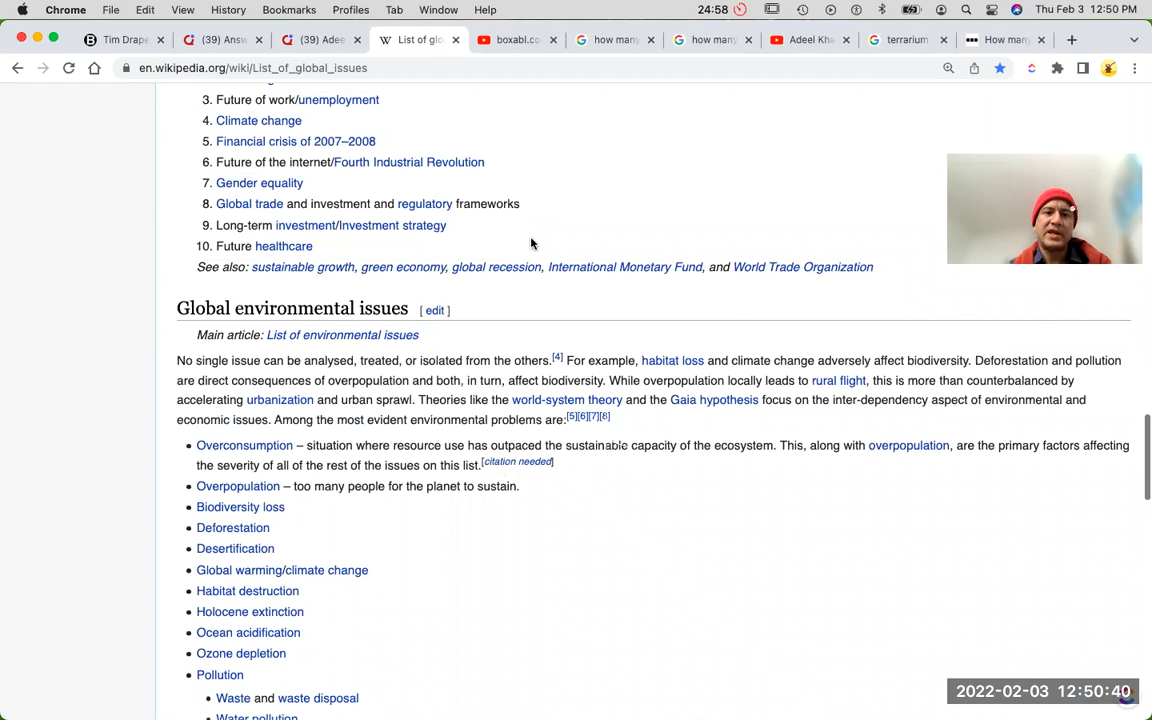 Chrome File Edit View History Bookmarks Profiles Tab Window Help 24:58 Thu Feb 3 12:50 PM
Tim Drape (39) Answ (39) Adee List of glo boxabl.co how many how many Adeel Kha terrarium How many
en.wikipedia.org/wiki/List_of_global_issues
3. Future of work/unemployment
4. Climate change
5. Financial crisis of 2007–2008
6. Future of the internet/Fourth Industrial Revolution
7. Gender equality
8. Global trade and investment and regulatory frameworks
9. Long-term investment/Investment strategy
10. Future healthcare
See also: sustainable growth, green economy, global recession, International Monetary Fund, and World Trade Organization
Global environmental issues [ edit ]
Main article: List of environmental issues
No single issue can be analysed, treated, or isolated from the others.[4] For example, habitat loss and climate change adversely affect biodiversity. Deforestation and pollution
are direct consequences of overpopulation and both, in turn, affect biodiversity. While overpopulation locally leads to rural flight, this is more than counterbalanced by
accelerating urbanization and urban sprawl. Theories like the world-system theory and the Gaia hypothesis focus on the inter-dependency aspect of environmental and
economic issues. Among the most evident environmental problems are:[5][6][7][8]
• Overconsumption – situation where resource use has outpaced the sustainable capacity of the ecosystem. This, along with overpopulation, are the primary factors affecting
the severity of all of the rest of the issues on this list.[citation needed]
• Overpopulation – too many people for the planet to sustain.
• Biodiversity loss
• Deforestation
• Desertification
• Global warming/climate change
• Habitat destruction
• Holocene extinction
• Ocean acidification
• Ozone depletion
• Pollution
• Waste and waste disposal
• Water pollution
2022-02-03 12:50:40